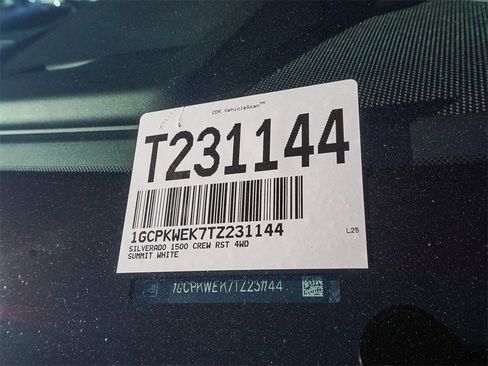 CDK VehicleScan™
T231144
1GCPKWEK7TZ231144
SILVERADO 1500 CREW RST 4WD
SUMMIT WHITE
L25
1GCPKWEK7TZ231144